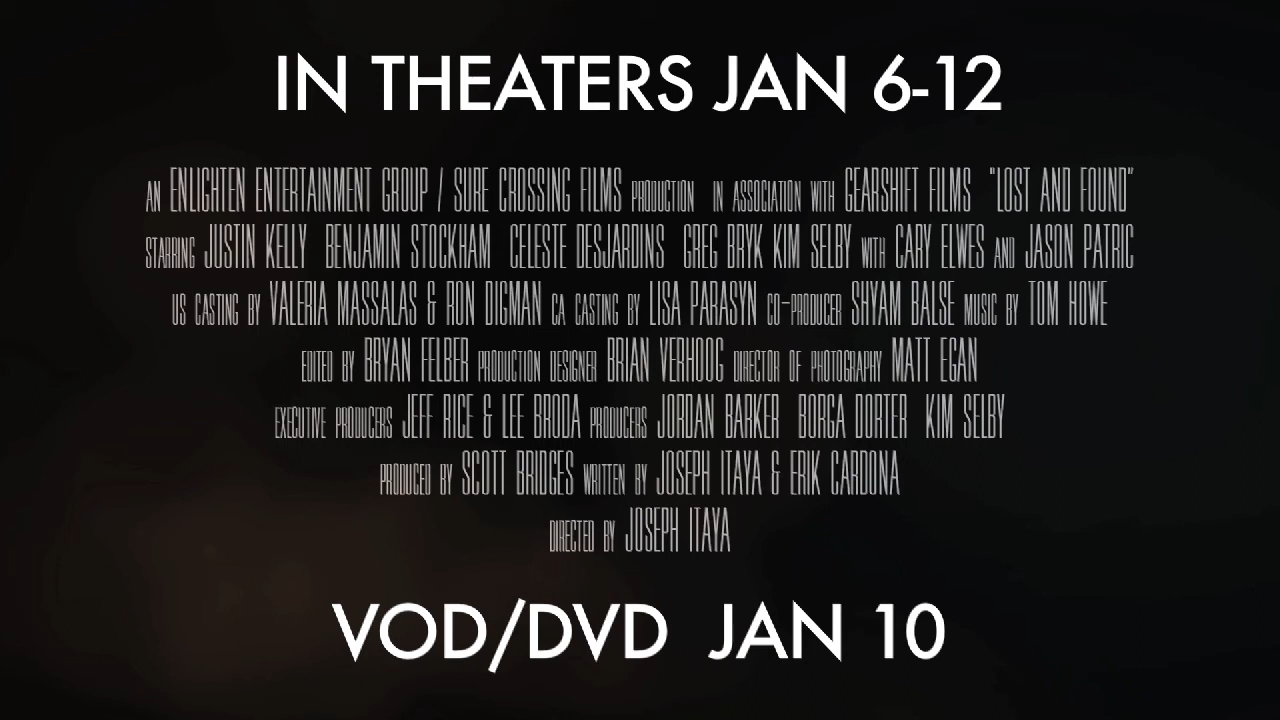 IN THEATERS JAN 6-12
AN ENLIGHTEN ENTERTAINMENT GROUP / SURE CROSSING FILMS PRODUCTION IN ASSOCIATION WITH GEARSHIFT FILMS "LOST AND FOUND"
STARRING JUSTIN KELLY BENJAMIN STOCKHAM CELESTE DESJARDINS GREG BRYK KIM SELBY WITH CARY ELWES AND JASON PATRIC
US CASTING BY VALERIA MASSALAS & RON DIGMAN CA CASTING BY LISA PARASYN CO-PRODUCER SHYAM BALSE MUSIC BY TOM HOWE
EDITED BY BRYAN FELBER PRODUCTION DESIGNER BRIAN VERHOOG DIRECTOR OF PHOTOGRAPHY MATT EGAN
EXECUTIVE PRODUCERS JEFF RICE & LEE BRODA PRODUCERS JORDAN BARKER BORGA DORTER KIM SELBY
PRODUCED BY SCOTT BRIDGES WRITTEN BY JOSEPH ITAYA & ERIK CARDONA
DIRECTED BY JOSEPH ITAYA
VOD/DVD JAN 10